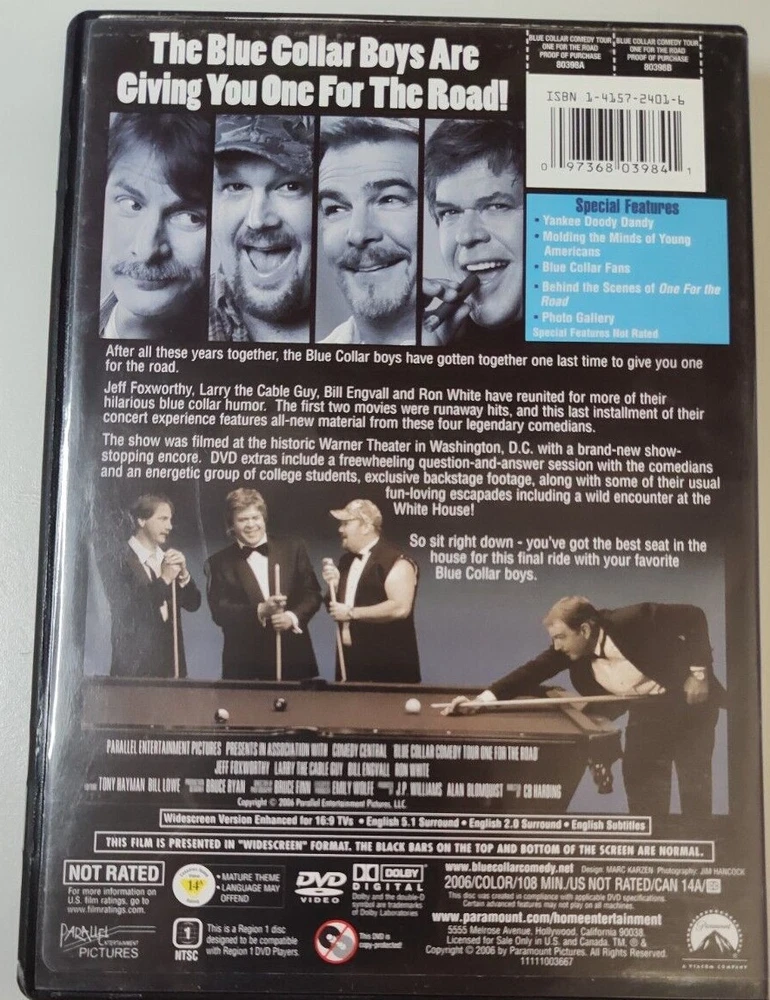 The Blue Collar Boys Are
Giving You One For The Road!
BLUE COLLAR COMEDY TOUR
ONE FOR THE ROAD
PROOF OF PURCHASE
80398A
BLUE COLLAR COMEDY TOUR
ONE FOR THE ROAD
PROOF OF PURCHASE
80398B
ISBN 1-4157-2401-6
0 97368 03984 1
Special Features
• Yankee Doody Dandy
• Molding the Minds of Young
Americans
• Blue Collar Fans
• Behind the Scenes of One For the
Road
• Photo Gallery
Special Features Not Rated
After all these years together, the Blue Collar boys have gotten together one last time to give you one
for the road.
Jeff Foxworthy, Larry the Cable Guy, Bill Engvall and Ron White have reunited for more of their
hilarious blue collar humor. The first two movies were runaway hits, and this last installment of their
concert experience features all-new material from these four legendary comedians.
The show was filmed at the historic Warner Theater in Washington, D.C. with a brand-new show-
stopping encore. DVD extras include a freewheeling question-and-answer session with the comedians
and an energetic group of college students, exclusive backstage footage, along with some of their usual
fun-loving escapades including a wild encounter at the
White House!
So sit right down - you've got the best seat in the
house for this final ride with your favorite
Blue Collar boys.
PARALLEL ENTERTAINMENT PICTURES PRESENTS IN ASSOCIATION WITH COMEDY CENTRAL BLUE COLLAR COMEDY TOUR ONE FOR THE ROAD
JEFF FOXWORTHY LARRY THE CABLE GUY BILL ENGVALL RON WHITE
TONY HAYMAN BILL LOWE BRUCE RYAN BRUCE FINN EMILY WOLFE J.P. WILLIAMS ALAN BLOMQUIST CB HARDING
Copyright © 2006 Parallel Entertainment Pictures, LLC.
Widescreen Version Enhanced for 16:9 TVs • English 5.1 Surround • English 2.0 Surround • English Subtitles
THIS FILM IS PRESENTED IN "WIDESCREEN" FORMAT. THE BLACK BARS ON THE TOP AND BOTTOM OF THE SCREEN ARE NORMAL.
NOT RATED
For more information on
U.S. film ratings, go to
www.filmratings.com.
14A
• MATURE THEME
• LANGUAGE MAY
OFFEND
DVD
VIDEO
DOLBY
DIGITAL
Dolby and the double-D
symbol are trademarks
of Dolby Laboratories
www.bluecollarcomedy.net Design: MARC KARZEN Photography: JIM HANCOCK
2006/COLOR/108 MIN./US NOT RATED/CAN 14A/
This disc was created in compliance with applicable DVD specifications.
Certain advanced features may not play on all machines.
www.paramount.com/homeentertainment
5555 Melrose Avenue, Hollywood, California 90038.
Licensed for Sale Only in U.S. and Canada. TM, ® &
Copyright © 2006 by Paramount Pictures. All Rights Reserved.
11111003667
PARALLEL
ENTERTAINMENT
PICTURES
1
NTSC
This is a Region 1 disc
designed to be compatible
with Region 1 DVD Players.
This DVD is
copy-protected!
Paramount
A VIACOM COMPANY